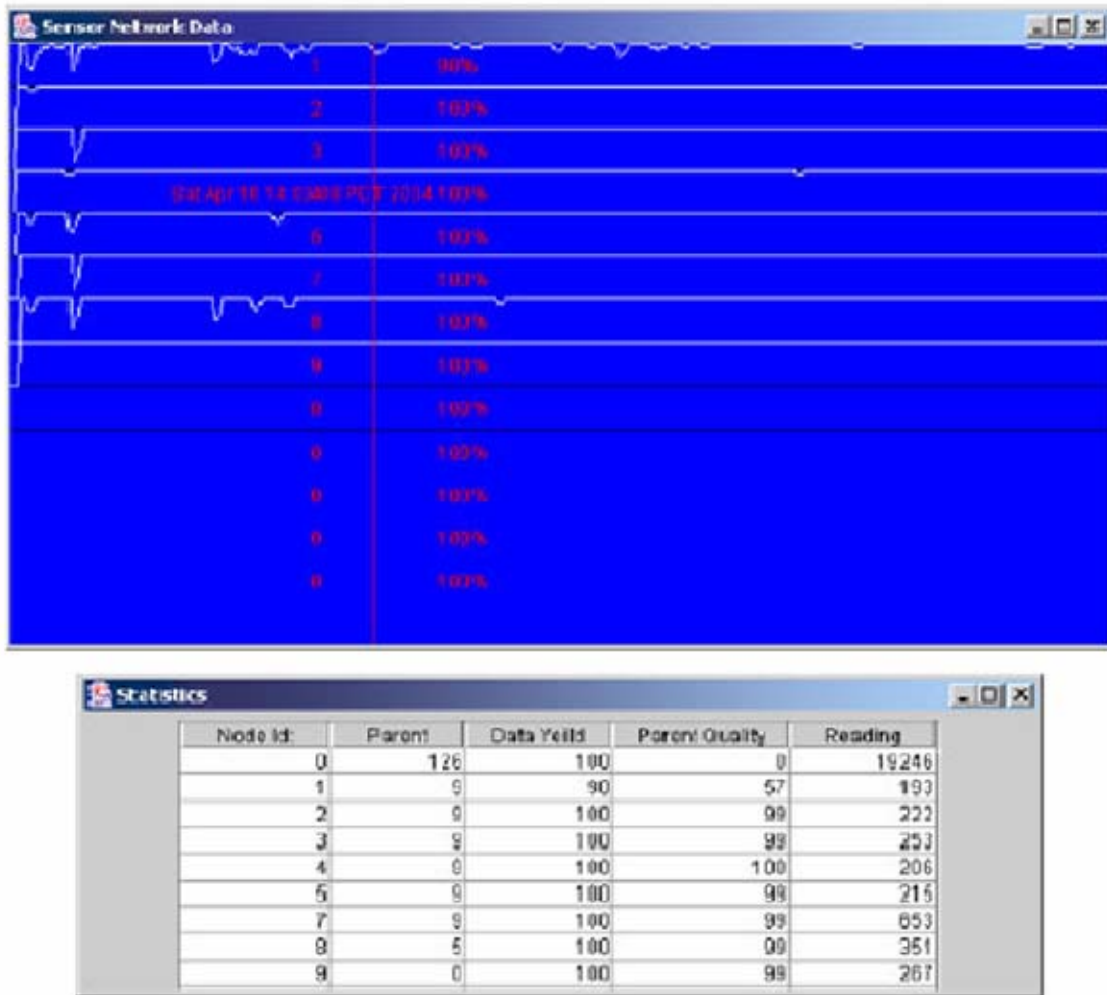 Sensor Network Data
1 90%
2 100%
3 100%
Sat Apr 2004 100%
100%
7 100%
8 100%
9 100%
0 100%
0 100%
0 100%
0 100%
0 100%
Statistics
Node Id: Parent Data Yeild Parent Quality Reading
0 126 100 0 19246
1 9 90 57 193
2 9 100 99 222
3 9 100 99 253
4 9 100 100 206
5 9 100 99 215
7 9 100 99 653
8 5 100 99 351
9 0 100 99 267